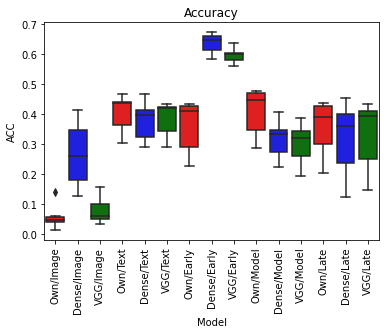 Accuracy
ACC
0.7
0.6
0.5
0.4
0.3
0.2
0.1
0.0
Own/Image
Dense/Image
VGG/Image
Own/Text
Dense/Text
VGG/Text
Own/Early
Dense/Early
VGG/Early
Own/Model
Dense/Model
VGG/Model
Own/Late
Dense/Late
VGG/Late
Model